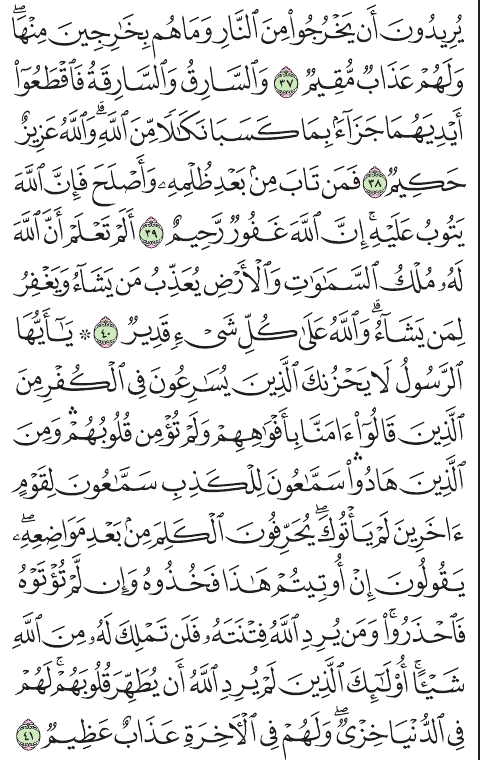 يُرِيدُونَ أَن يَخْرُجُوا۟ مِنَ ٱلنَّارِ وَمَا هُم بِخَٰرِجِينَ مِنْهَا ۖ
وَلَهُمْ عَذَابٌ مُّقِيمٌ ٣٧ وَٱلسَّارِقُ وَٱلسَّارِقَةُ فَٱقْطَعُوٓا۟
أَيْدِيَهُمَا جَزَآءًۢ بِمَا كَسَبَا نَكَٰلًا مِّنَ ٱللَّهِ ۗ وَٱللَّهُ عَزِيزٌ
حَكِيمٌ ٣٨ فَمَن تَابَ مِنۢ بَعْدِ ظُلْمِهِۦ وَأَصْلَحَ فَإِنَّ ٱللَّهَ
يَتُوبُ عَلَيْهِ ۗ إِنَّ ٱللَّهَ غَفُورٌ رَّحِيمٌ ٣٩ أَلَمْ تَعْلَمْ أَنَّ ٱللَّهَ
لَهُۥ مُلْكُ ٱلسَّمَٰوَٰتِ وَٱلْأَرْضِ يُعَذِّبُ مَن يَشَآءُ وَيَغْفِرُ
لِمَن يَشَآءُ ۗ وَٱللَّهُ عَلَىٰ كُلِّ شَىْءٍ قَدِيرٌ ٤٠ ۞ يَٰٓأَيُّهَا
ٱلرَّسُولُ لَا يَحْزُنكَ ٱلَّذِينَ يُسَٰرِعُونَ فِى ٱلْكُفْرِ مِنَ
ٱلَّذِينَ قَالُوٓا۟ ءَامَنَّا بِأَفْوَٰهِهِمْ وَلَمْ تُؤْمِن قُلُوبُهُمْ ۛ وَمِنَ
ٱلَّذِينَ هَادُوا۟ ۛ سَمَّٰعُونَ لِلْكَذِبِ سَمَّٰعُونَ لِقَوْمٍ
ءَاخَرِينَ لَمْ يَأْتُوكَ ۖ يُحَرِّفُونَ ٱلْكَلِمَ مِنۢ بَعْدِ مَوَاضِعِهِۦ ۖ
يَقُولُونَ إِنْ أُوتِيتُمْ هَٰذَا فَخُذُوهُ وَإِن لَّمْ تُؤْتَوْهُ
فَٱحْذَرُوا۟ ۚ وَمَن يُرِدِ ٱللَّهُ فِتْنَتَهُۥ فَلَن تَمْلِكَ لَهُۥ مِنَ ٱللَّهِ
شَيْـًٔا ۚ أُو۟لَٰٓئِكَ ٱلَّذِينَ لَمْ يُرِدِ ٱللَّهُ أَن يُطَهِّرَ قُلُوبَهُمْ ۚ لَهُمْ
فِى ٱلدُّنْيَا خِزْىٌ ۖ وَلَهُمْ فِى ٱلْءَاخِرَةِ عَذَابٌ عَظِيمٌ ٤١